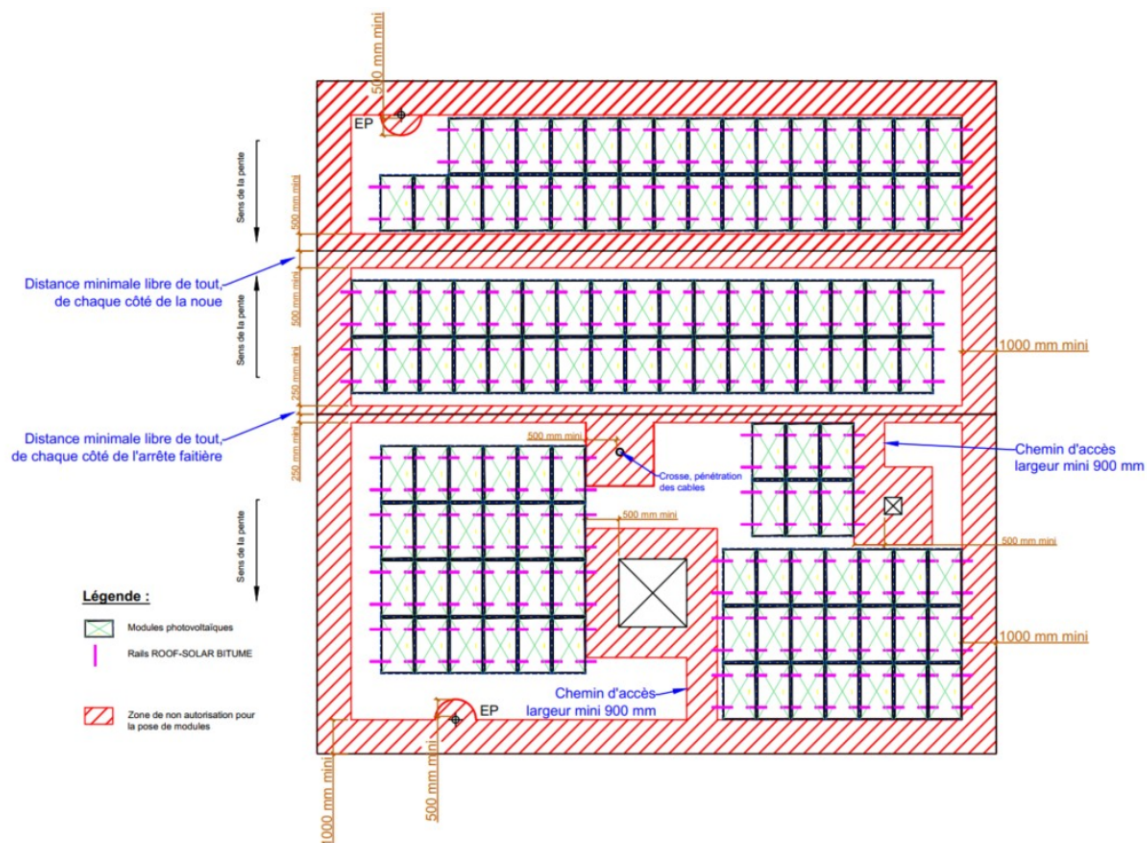 500 mm mini
EP
Sens de la pente
500 mm mini
Distance minimale libre de tout,
de chaque côté de la noue
500 mm mini
Sens de la pente
1000 mm mini
250 mm mini
Distance minimale libre de tout,
de chaque côté de l'arrête faitière
250 mm mini
500 mm mini
Crosse, pénétration
des cables
Chemin d'accès
largeur mini 900 mm
500 mm mini
500 mm mini
Sens de la pente
Légende :
Modules photovoltaïques
Rails ROOF-SOLAR BITUME
Zone de non autorisation pour
la pose de modules
1000 mm mini
Chemin d'accès
largeur mini 900 mm
EP
500 mm mini
1000 mm mini